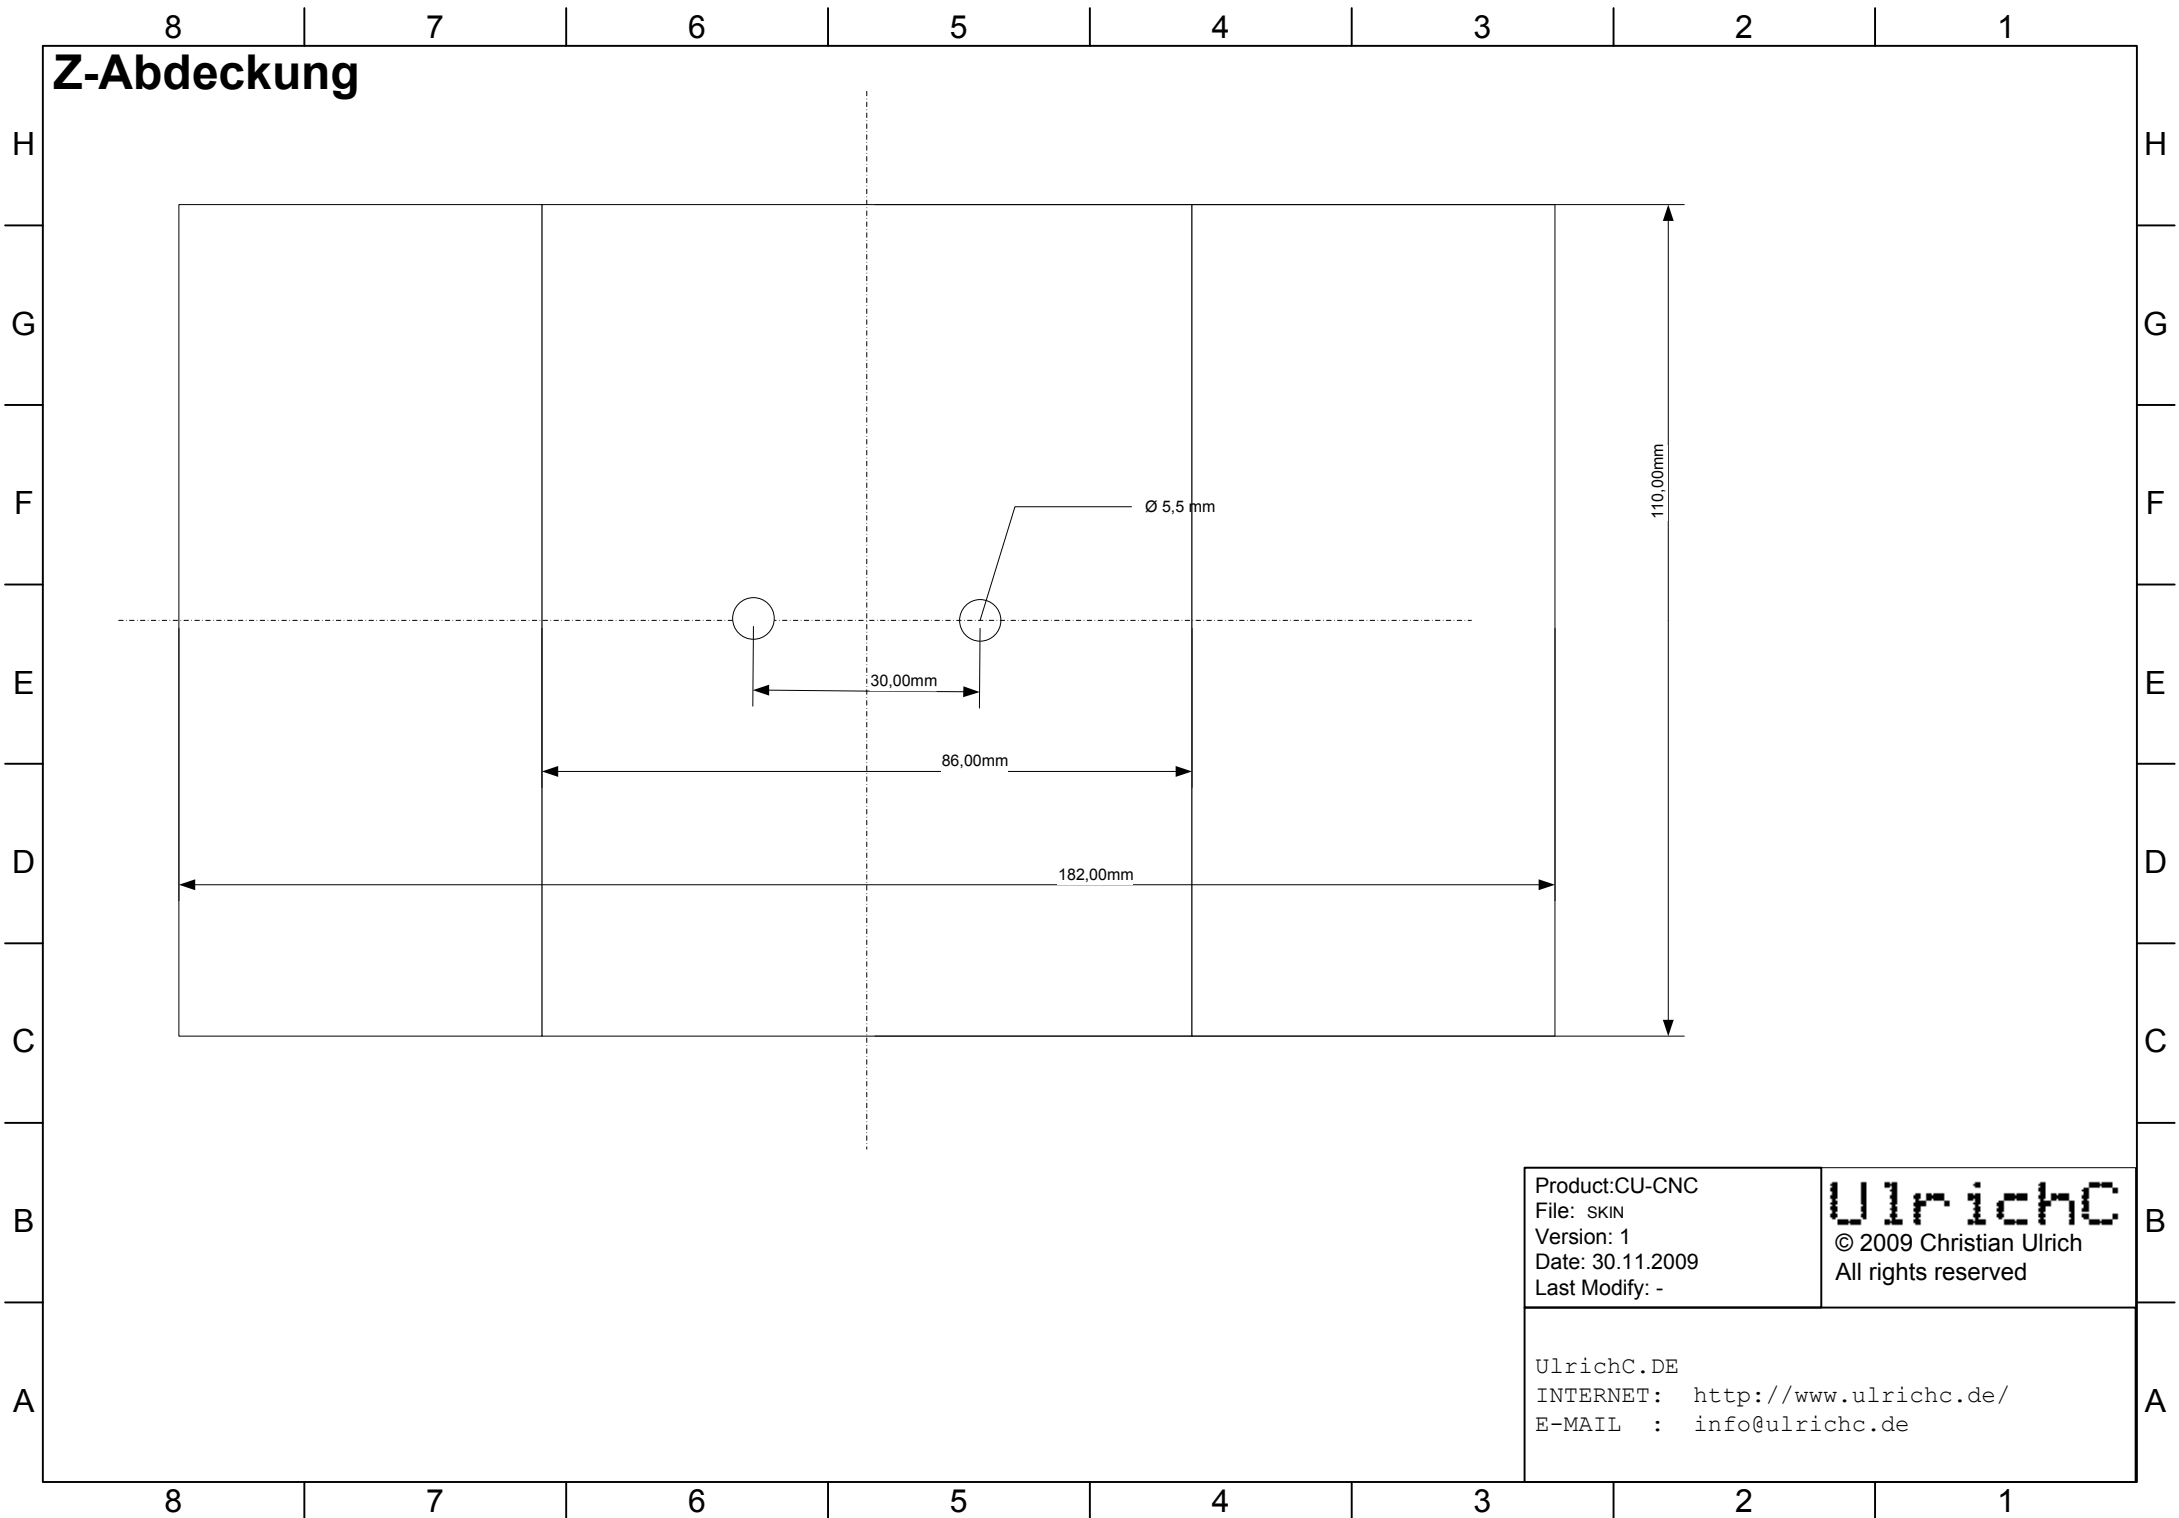 8 7 6 5 4 3 2 1
Z-Abdeckung
H H
G G
110,00mm
F Ø 5,5 mm F
E 30,00mm E
86,00mm
D D
182,00mm
C C
Product:CU-CNC
File: SKIN
Version: 1
Date: 30.11.2009
Last Modify: -
UlrichC
© 2009 Christian Ulrich
All rights reserved
B B
UlrichC.DE
INTERNET: http://www.ulrichc.de/
E-MAIL : info@ulrichc.de
A A
8 7 6 5 4 3 2 1